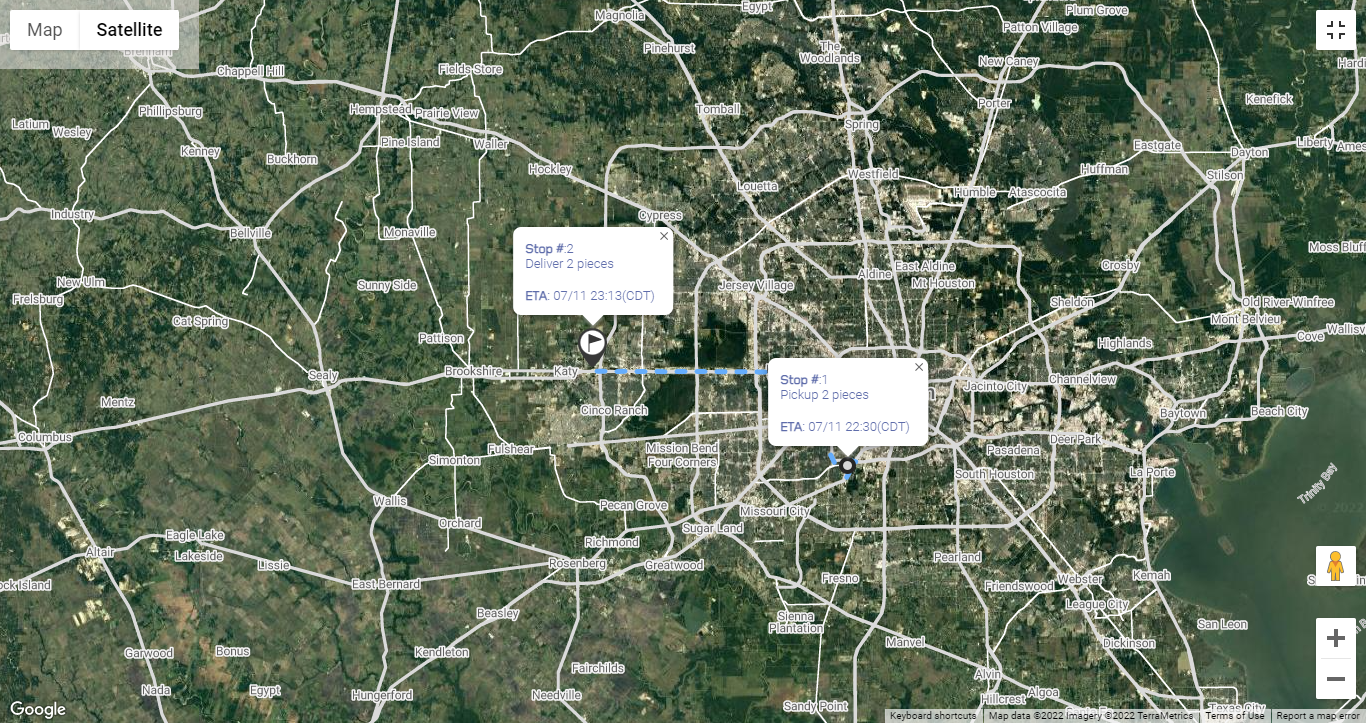 Map Satellite
Magnolia
Egypt
Plum Grove
Patton Village
Pinehurst
The
Woodlands
Brenham
Chappell Hill
Fields Store
New Caney
Phillipsburg
Hempstead
Prairie View
Tomball
Porter
Kenefick
Latium
Wesley
Spring
Kenney
Pine Island
Waller
Eastgate
Dayton
Liberty
Buckhorn
Hockley
Westfield
Huffman
Stilson
Louetta
Humble
Atascocita
Industry
Cypress
Bellville
Monaville
Moss Bluff
Stop #:2
Deliver 2 pieces
ETA: 07/11 23:13(CDT)
East Aldine
Aldine
Crosby
New Ulm
Sunny Side
Jersey Village
Mt Houston
Frelsburg
Sheldon
Old River-Winfree
Cat Spring
Mont Belvieu
Pattison
Cove
Highlands
Brookshire
Katy
Sealy
Stop #:1
Pickup 2 pieces
ETA: 07/11 22:30(CDT)
Jacinto City
Channelview
Mentz
Cinco Ranch
Baytown
Beach City
Columbus
Fulshear
Mission Bend
Four Corners
Deer Park
Pasadena
Simonton
South Houston
La Porte
Trinity Bay
Wallis
Pecan Grove
Missouri City
Orchard
Sugar Land
Eagle Lake
Richmond
Altair
Lakeside
Lissie
Rosenberg
Greatwood
Pearland
East Bernard
Fresno
Friendswood
Webster
Kemah
League City
Beasley
Sienna
Plantation
San Leon
Garwood
Bonus
Kendleton
Manvel
Dickinson
Fairchilds
Alvin
Nada
Egypt
Hungerford
Needville
Hillcrest
Algoa
Sandy Point
Texas City
Google
Keyboard shortcuts
Map data ©2022 Imagery ©2022 TerraMetrics
Terms of Use
Report a map error